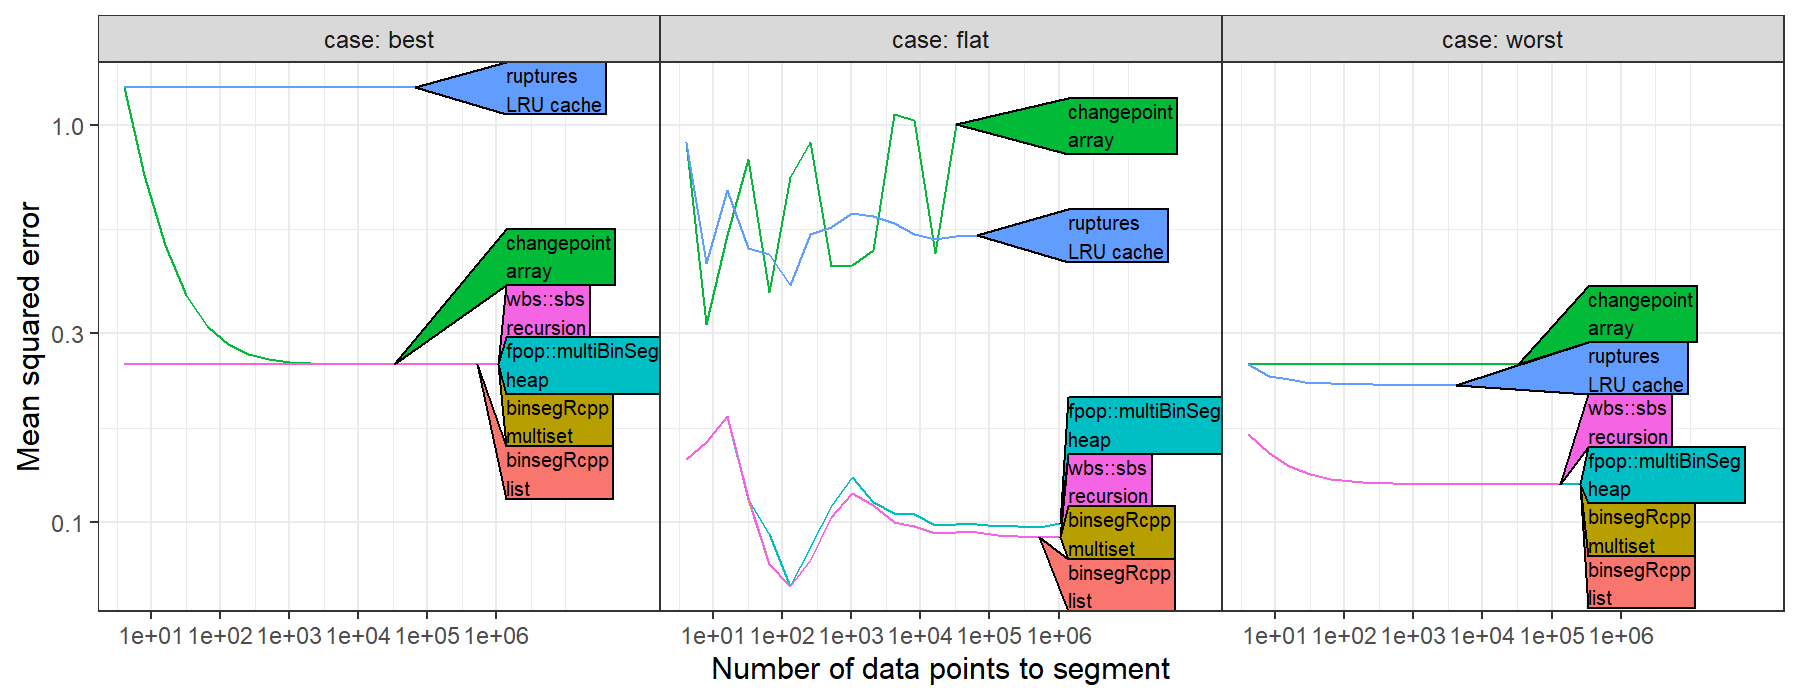 case: best
case: flat
case: worst
Mean squared error
1.0
0.3
0.1
ruptures
LRU cache
changepoint
array
wbs::sbs
recursion
fpop::multiBinSeg
heap
binsegRcpp
multiset
binsegRcpp
list
changepoint
array
ruptures
LRU cache
fpop::multiBinSeg
heap
wbs::sbs
recursion
binsegRcpp
multiset
binsegRcpp
list
changepoint
array
ruptures
LRU cache
wbs::sbs
recursion
fpop::multiBinSeg
heap
binsegRcpp
multiset
binsegRcpp
list
1e+01 1e+02 1e+03 1e+04 1e+05 1e+06
1e+01 1e+02 1e+03 1e+04 1e+05 1e+06
1e+01 1e+02 1e+03 1e+04 1e+05 1e+06
Number of data points to segment